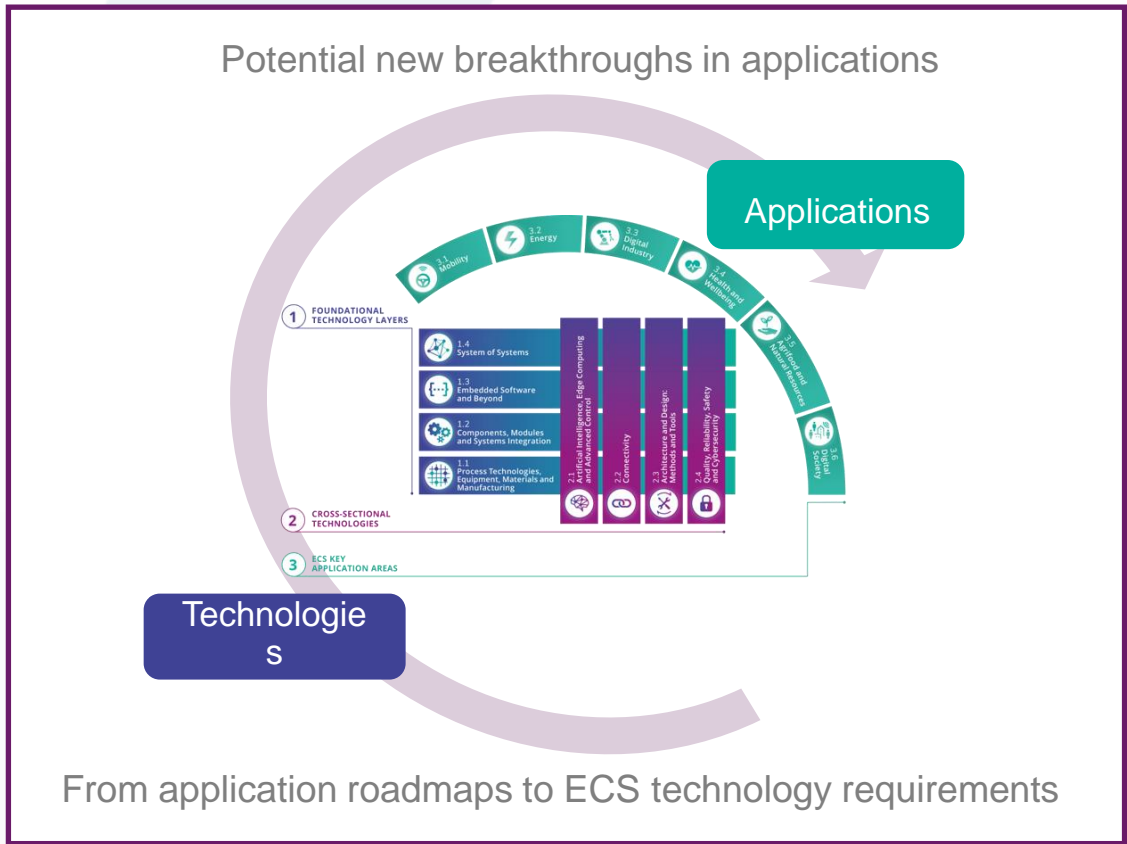 Potential new breakthroughs in applications
Applications
3.1
Mobility
3.2
Energy
3.3
Digital
Industry
3.4
Health and
Wellbeing
3.5
Agrifood and
Natural Resources
3.6
Digital
Society
1
FOUNDATIONAL
TECHNOLOGY LAYERS
1.4
System of Systems
1.3
Embedded Software
and Beyond
1.2
Components, Modules
and Systems Integration
1.1
Process Technologies,
Equipment, Materials and
Manufacturing
2.1
Artificial Intelligence, Edge Computing
and Advanced Control
2.2
Connectivity
2.3
Architecture and Design:
Methods and Tools
2.4
Quality, Reliability, Safety
and Cybersecurity
2
CROSS-SECTIONAL
TECHNOLOGIES
3
ECS KEY
APPLICATION AREAS
Technologie
s
From application roadmaps to ECS technology requirements